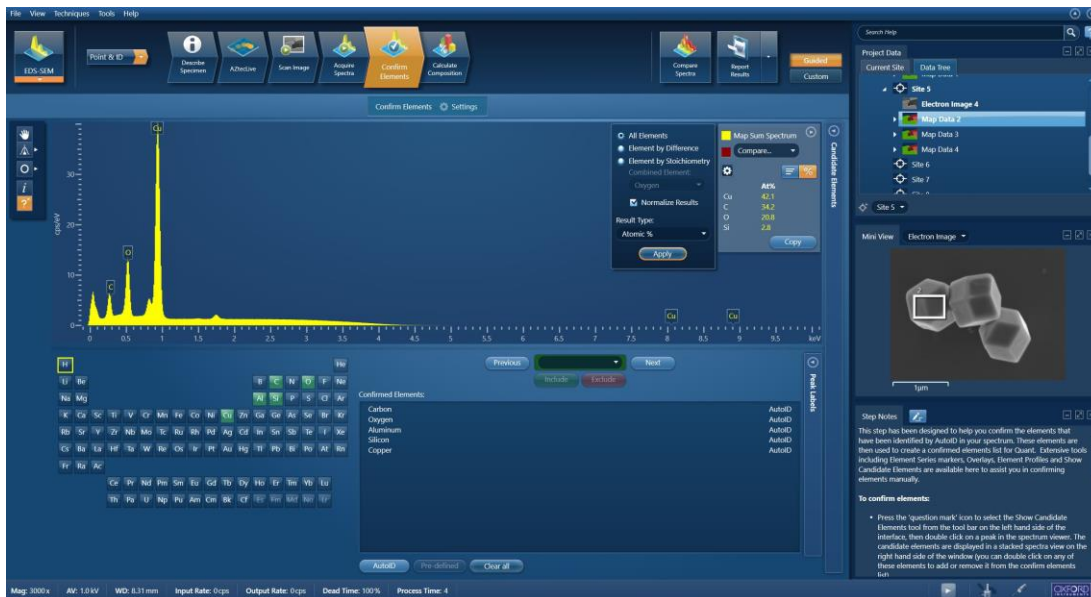 File View Techniques Tools Help
EDS-SEM
Point & ID
Describe Specimen
AZtecLive
Scan Image
Acquire Spectra
Confirm Elements
Calculate Composition
Compare Spectra
Report Results
Guided
Custom
Confirm Elements Settings
cps/eV
30
20
10
0
C
O
Cu
Cu
Cu
0 0.5 1 1.5 2 2.5 3 3.5 4 4.5 5 5.5 6 6.5 7 7.5 8 8.5 9 9.5 keV
All Elements
Element by Difference
Element by Stoichiometry
Combined Element:
Oxygen
Normalize Results
Result Type:
Atomic %
Apply
Map Sum Spectrum
Compare...
%
At%
Cu 42.1
C 34.2
O 20.8
Si 2.8
Copy
Candidate Elements
H He
Li Be B C N O F Ne
Na Mg Al Si P S Cl Ar
K Ca Sc Ti V Cr Mn Fe Co Ni Cu Zn Ga Ge As Se Br Kr
Rb Sr Y Zr Nb Mo Tc Ru Rh Pd Ag Cd In Sn Sb Te I Xe
Cs Ba La Hf Ta W Re Os Ir Pt Au Hg Tl Pb Bi Po At Rn
Fr Ra Ac
Ce Pr Nd Pm Sm Eu Gd Tb Dy Ho Er Tm Yb Lu
Th Pa U Np Pu Am Cm Bk Cf Es Fm Md No Lr
Previous
Next
Include
Exclude
Confirmed Elements:
Carbon AutoID
Oxygen AutoID
Aluminum AutoID
Silicon AutoID
Copper AutoID
AutoID
Pre-defined
Clear all
Peak Labels
Search Help
Project Data
Current Site Data Tree
Site 5
Electron Image 4
Map Data 2
Map Data 3
Map Data 4
Site 6
Site 7
Site 5
Mini View Electron Image
2
1µm
Step Notes
This step has been designed to help you confirm the elements that
have been identified by AutoID in your spectrum. These elements are
then used to create a confirmed elements list for Quant. Extensive tools
including Element Series markers, Overlays, Element Profiles and Show
Candidate Elements are available here to assist you in confirming
elements manually.
To confirm elements:
• Press the 'question mark' icon to select the Show Candidate
Elements tool from the tool bar on the left hand side of the
interface, then double click on a peak in the spectrum viewer. The
candidate elements are displayed in a stacked spectra view on the
right hand side of the window (you can double click on any of
these elements to add or remove it from the confirm elements
list)
Mag: 3000x AV: 1.0kV WD: 8.31mm Input Rate: 0cps Output Rate: 0cps Dead Time: 100% Process Time: 4
OXFORD
INSTRUMENTS